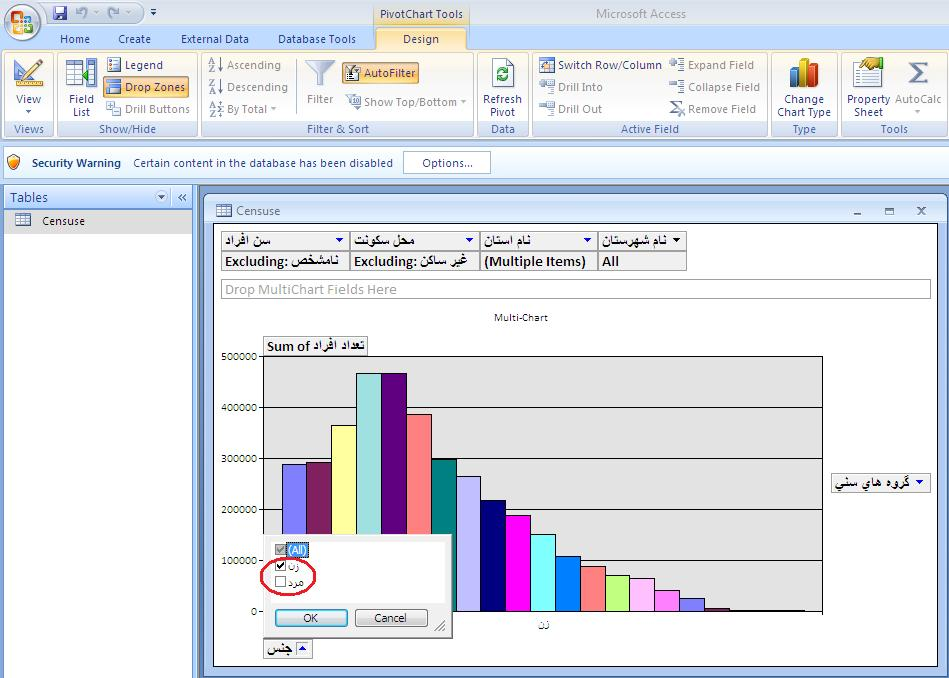 PivotChart Tools
Microsoft Access
Home
Create
External Data
Database Tools
Design
View
Views
Field List
Legend
Drop Zones
Drill Buttons
Show/Hide
Ascending
Descending
By Total
Filter
AutoFilter
Show Top/Bottom
Filter & Sort
Refresh Pivot
Data
Switch Row/Column
Drill Into
Drill Out
Expand Field
Collapse Field
Remove Field
Active Field
Change Chart Type
Type
Property Sheet
AutoCalc
Tools
Security Warning Certain content in the database has been disabled Options...
Tables
Censuse
Censuse
سن افراد محل سکونت نام استان نام شهرستان
Excluding: نامشخص Excluding: غیر ساکن (Multiple Items) All
Drop MultiChart Fields Here
Multi-Chart
Sum of تعداد افراد
500000
400000
300000
200000
100000
0
گروه هاي سني
(All)
زن
مرد
OK Cancel
زن
جنس